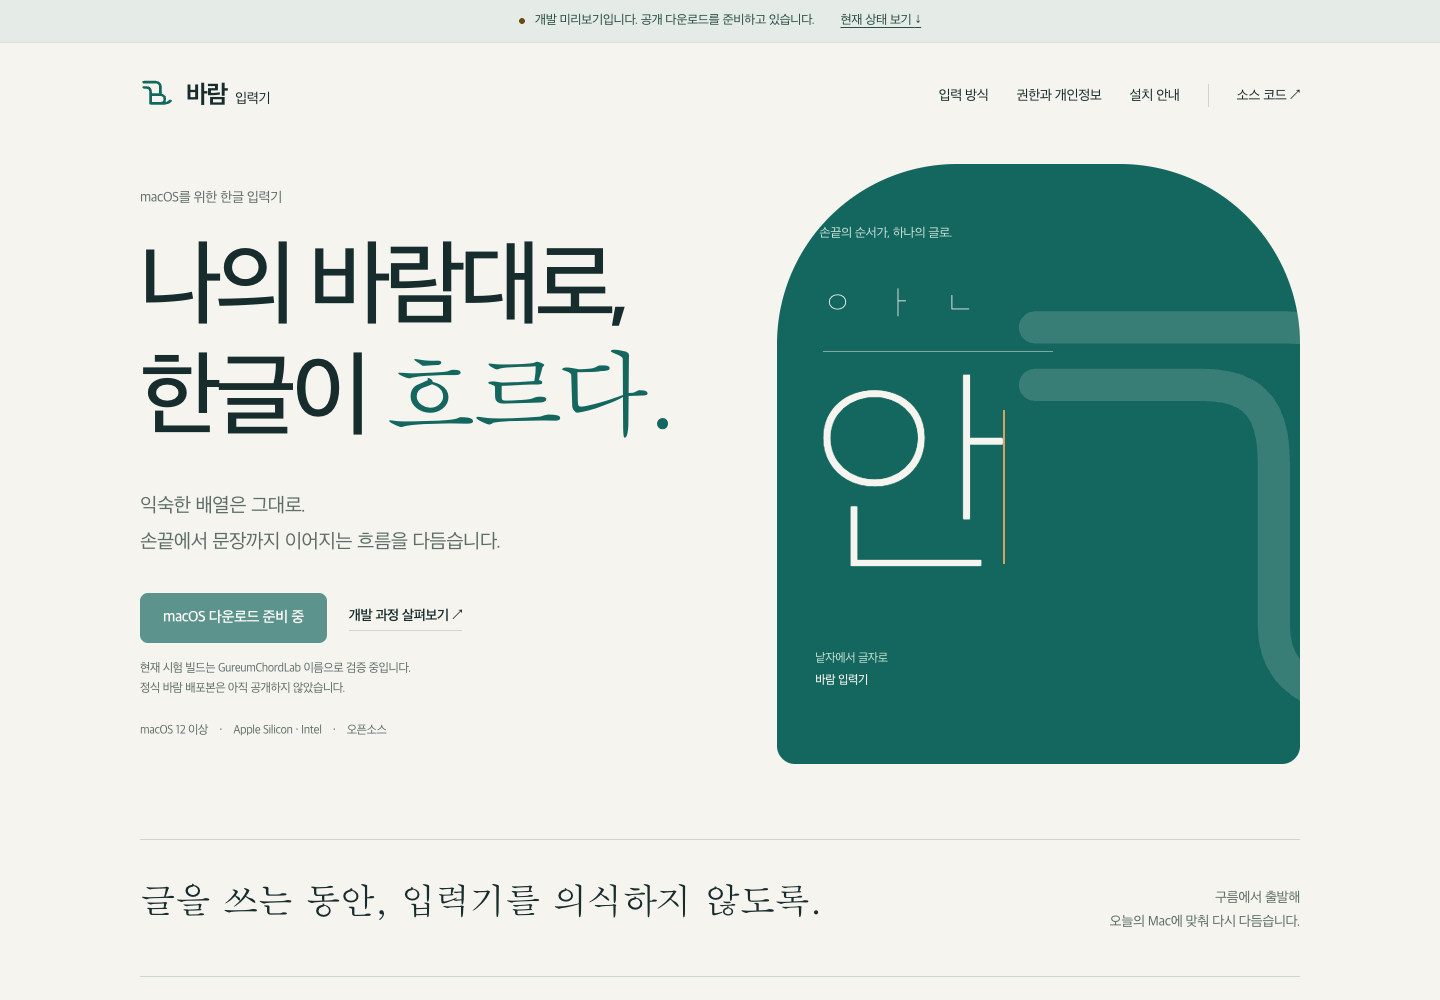 개발 미리보기입니다. 공개 다운로드를 준비하고 있습니다. 현재 상태 보기 ↓
바람 입력기
입력 방식 권한과 개인정보 설치 안내 소스 코드 ↗
macOS를 위한 한글 입력기
나의 바람대로,
한글이 흐르다.
익숙한 배열은 그대로.
손끝에서 문장까지 이어지는 흐름을 다듬습니다.
macOS 다운로드 준비 중 개발 과정 살펴보기 ↗
현재 시험 빌드는 GureumChordLab 이름으로 검증 중입니다.
정식 바람 배포본은 아직 공개하지 않았습니다.
macOS 12 이상 · Apple Silicon · Intel · 오픈소스
손끝의 순서가, 하나의 글로.
ㅇ ㅏ ㄴ
안
낱자에서 글자로
바람 입력기
글을 쓰는 동안, 입력기를 의식하지 않도록.
구름에서 출발해
오늘의 Mac에 맞춰 다시 다듬습니다.